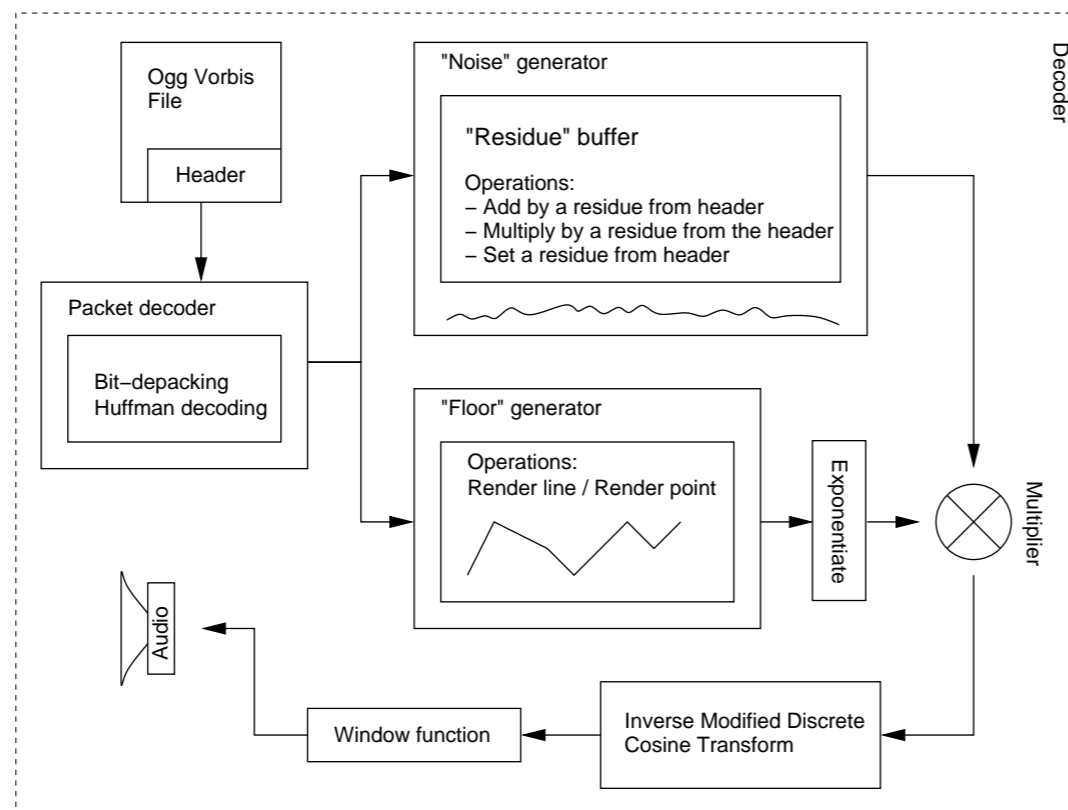 Ogg Vorbis
File
Header
"Noise" generator
"Residue" buffer
Operations:
– Add by a residue from header
– Multiply by a residue from the header
– Set a residue from header
Decoder
Packet decoder
Bit–depacking
Huffman decoding
"Floor" generator
Operations:
Render line / Render point
Exponentiate
Multiplier
Audio
Window function
Inverse Modified Discrete
Cosine Transform